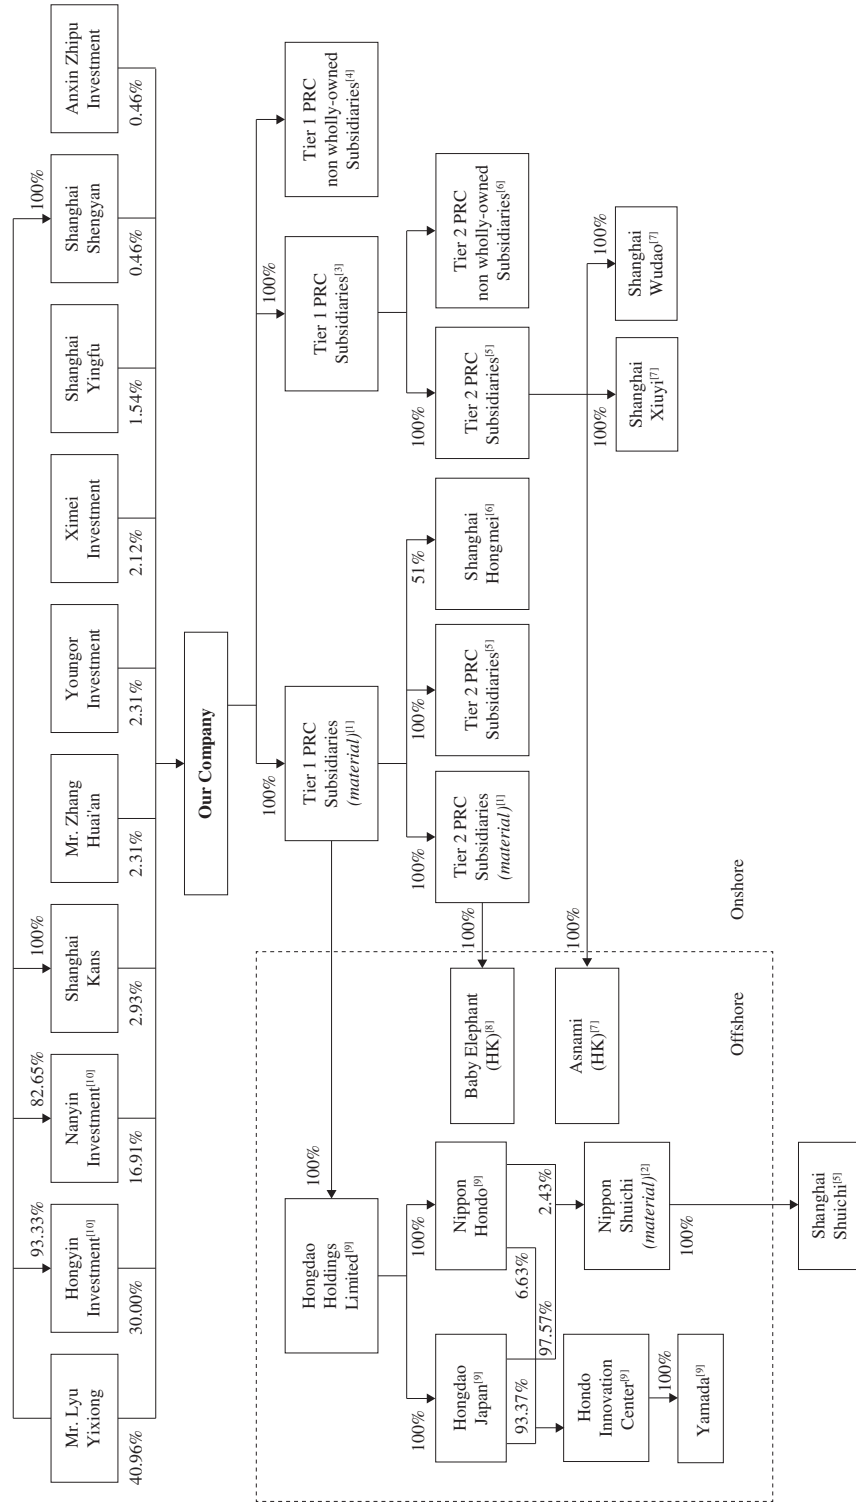 100%
93.33%
82.65%
100%
Mr. Lyu
Yixiong
Hongyin
Investment[10]
Nanyin
Investment[10]
Shanghai
Kans
Mr. Zhang
Huai'an
Youngor
Investment
Ximei
Investment
Shanghai
Yingfu
Shanghai
Shengyan
Anxin Zhipu
Investment
40.96%
30.00%
16.91%
2.93%
2.31%
2.31%
2.12%
1.54%
0.46%
0.46%
Our Company
100%
100%
100%
Hongdao
Holdings
Limited[9]
Tier 1 PRC
Subsidiaries
(material)[1]
Tier 1 PRC
Subsidiaries[3]
Tier 1 PRC
non wholly-owned
Subsidiaries[4]
100%
100%
100%
100%
51%
100%
Hongdao
Japan[9]
Nippon
Hondo[9]
Baby Elephant
(HK)[8]
100%
Tier 2 PRC
Subsidiaries
(material)[1]
Tier 2 PRC
Subsidiaries[5]
Shanghai
Hongmei[6]
Tier 2 PRC
Subsidiaries[5]
Tier 2 PRC
non wholly-owned
Subsidiaries[6]
93.37%
6.63%
97.57%
2.43%
100%
100%
100%
Hondo
Innovation
Center[9]
Nippon
Shuichi
(material)[2]
Asnami
(HK)[7]
Shanghai
Xiuyi[7]
Shanghai
Wudao[7]
100%
100%
Yamada[9]
Offshore
Onshore
Shanghai
Shuichi[5]